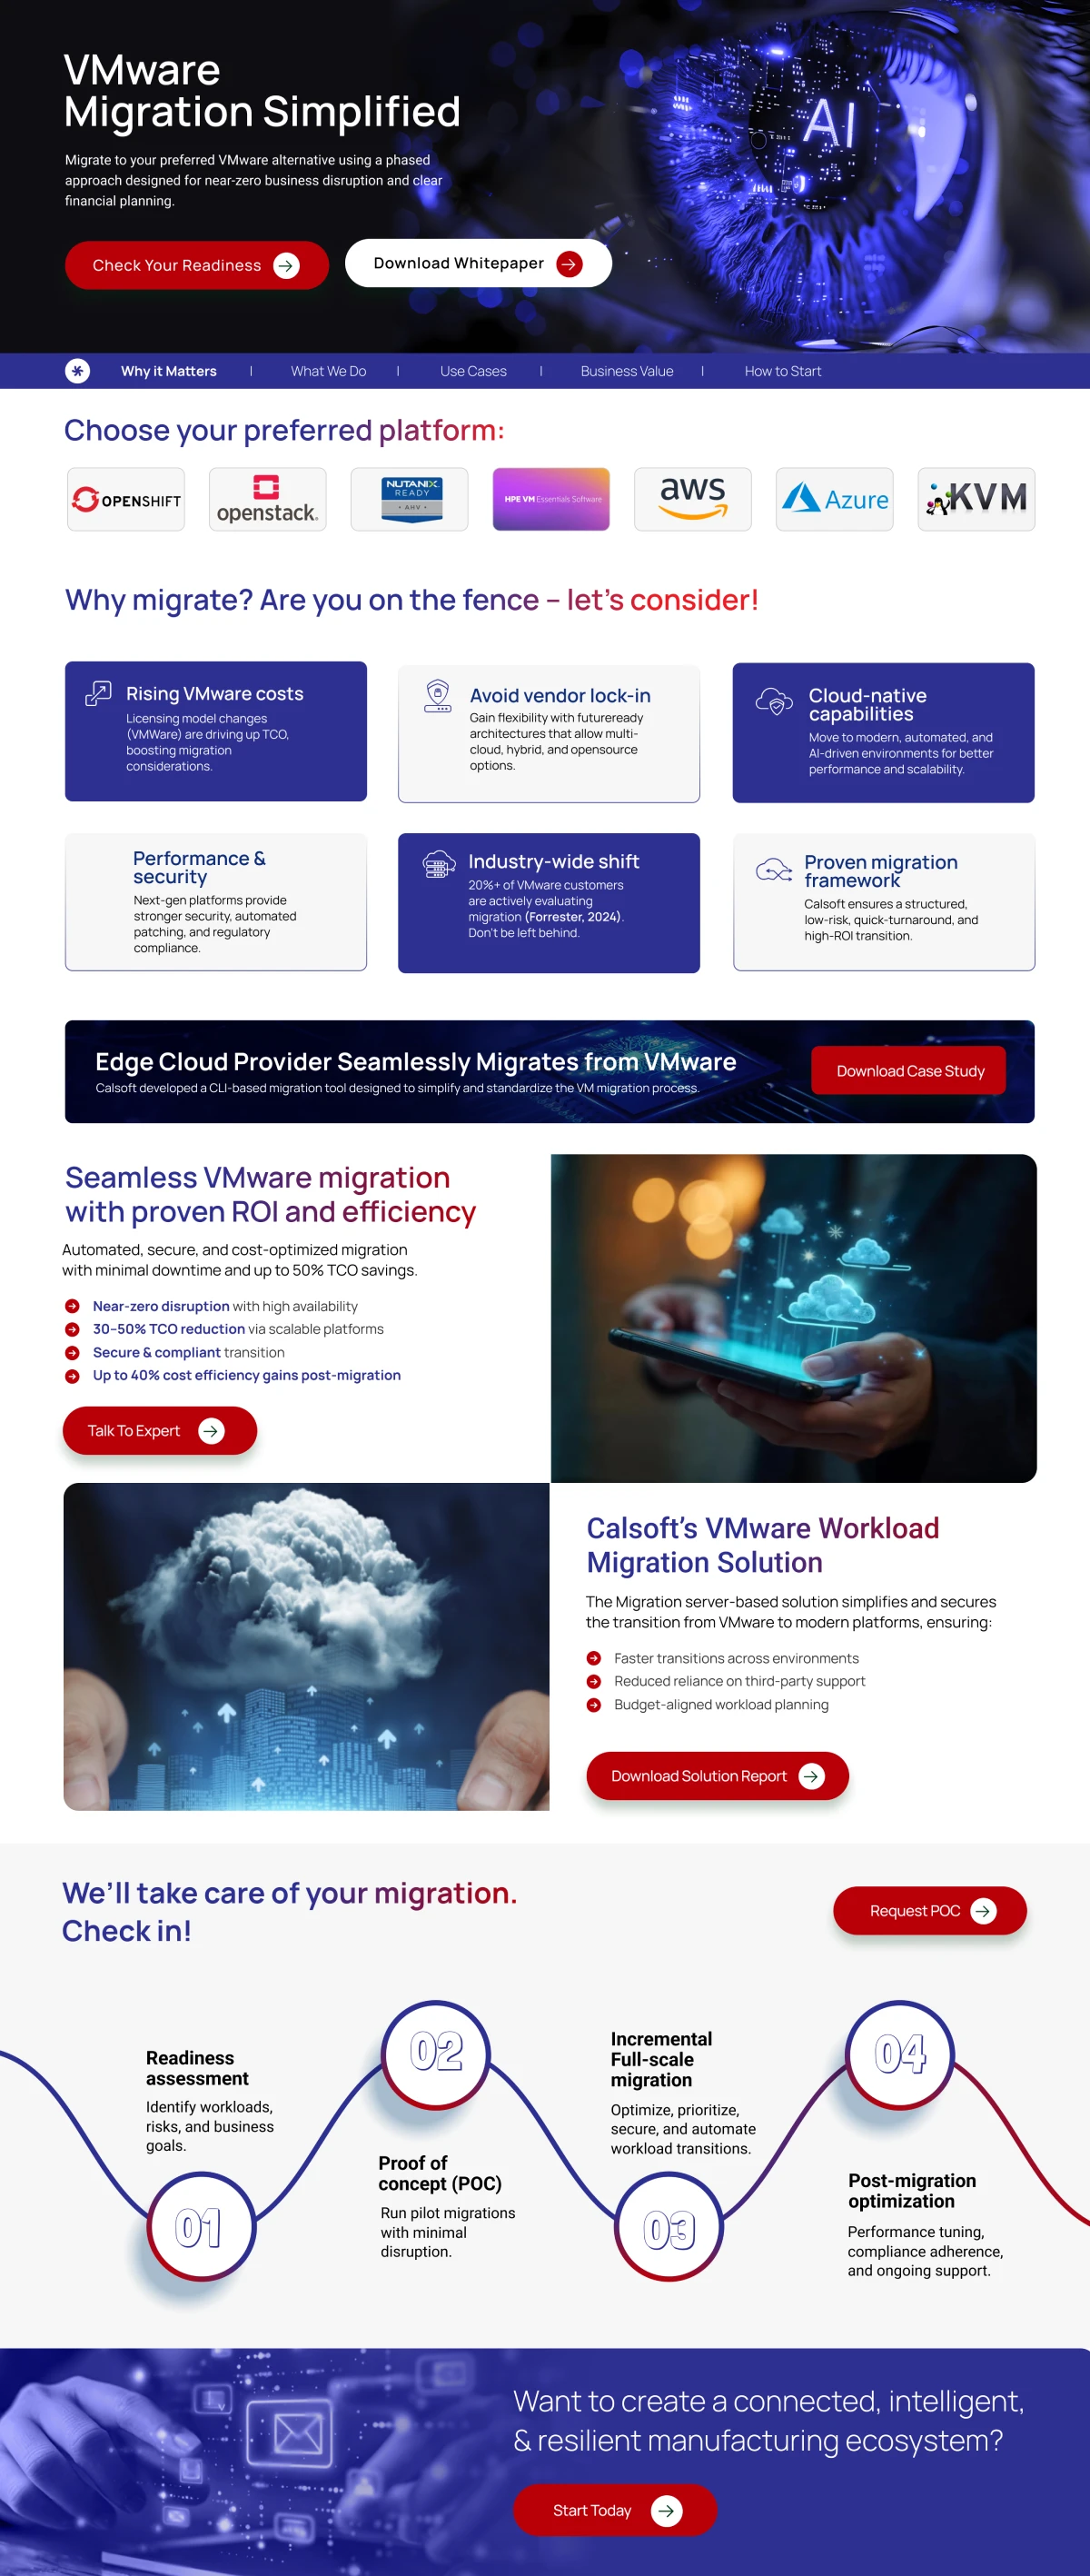 VMware
Migration Simplified
Migrate to your preferred VMware alternative using a phased
approach designed for near-zero business disruption and clear
financial planning.
AI
Check Your Readiness
Download Whitepaper
Why it Matters | What We Do | Use Cases | Business Value | How to Start
Choose your preferred platform:
OPENSHIFT
openstack.
NUTANIX
READY
AHV
HPE VM Essentials Software
aws
Azure
KVM
Why migrate? Are you on the fence – let's consider!
Rising VMware costs
Licensing model changes
(VMWare) are driving up TCO,
boosting migration
considerations.
Avoid vendor lock-in
Gain flexibility with futureready
architectures that allow multi-
cloud, hybrid, and opensource
options.
Cloud-native
capabilities
Move to modern, automated, and
AI-driven environments for better
performance and scalability.
Performance &
security
Next-gen platforms provide
stronger security, automated
patching, and regulatory
compliance.
Industry-wide shift
20%+ of VMware customers
are actively evaluating
migration (Forrester, 2024).
Don't be left behind.
Proven migration
framework
Calsoft ensures a structured,
low-risk, quick-turnaround, and
high-ROI transition.
Edge Cloud Provider Seamlessly Migrates from VMware
Calsoft developed a CLI-based migration tool designed to simplify and standardize the VM migration process.
Download Case Study
Seamless VMware migration
with proven ROI and efficiency
Automated, secure, and cost-optimized migration
with minimal downtime and up to 50% TCO savings.
Near-zero disruption with high availability
30–50% TCO reduction via scalable platforms
Secure & compliant transition
Up to 40% cost efficiency gains post-migration
Talk To Expert
Calsoft's VMware Workload
Migration Solution
The Migration server-based solution simplifies and secures
the transition from VMware to modern platforms, ensuring:
Faster transitions across environments
Reduced reliance on third-party support
Budget-aligned workload planning
Download Solution Report
We'll take care of your migration.
Check in!
Request POC
Readiness
assessment
Identify workloads,
risks, and business
goals.
01
02
Proof of
concept (POC)
Run pilot migrations
with minimal
disruption.
Incremental
Full-scale
migration
Optimize, prioritize,
secure, and automate
workload transitions.
03
04
Post-migration
optimization
Performance tuning,
compliance adherence,
and ongoing support.
Want to create a connected, intelligent,
& resilient manufacturing ecosystem?
Start Today